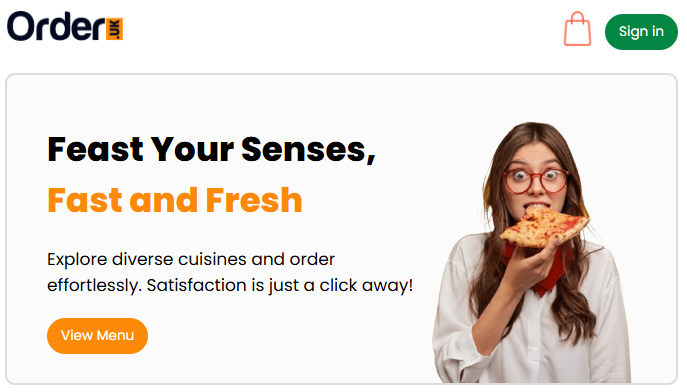 Order.UK
Sign in
Feast Your Senses,
Fast and Fresh
Explore diverse cuisines and order
effortlessly. Satisfaction is just a click away!
View Menu